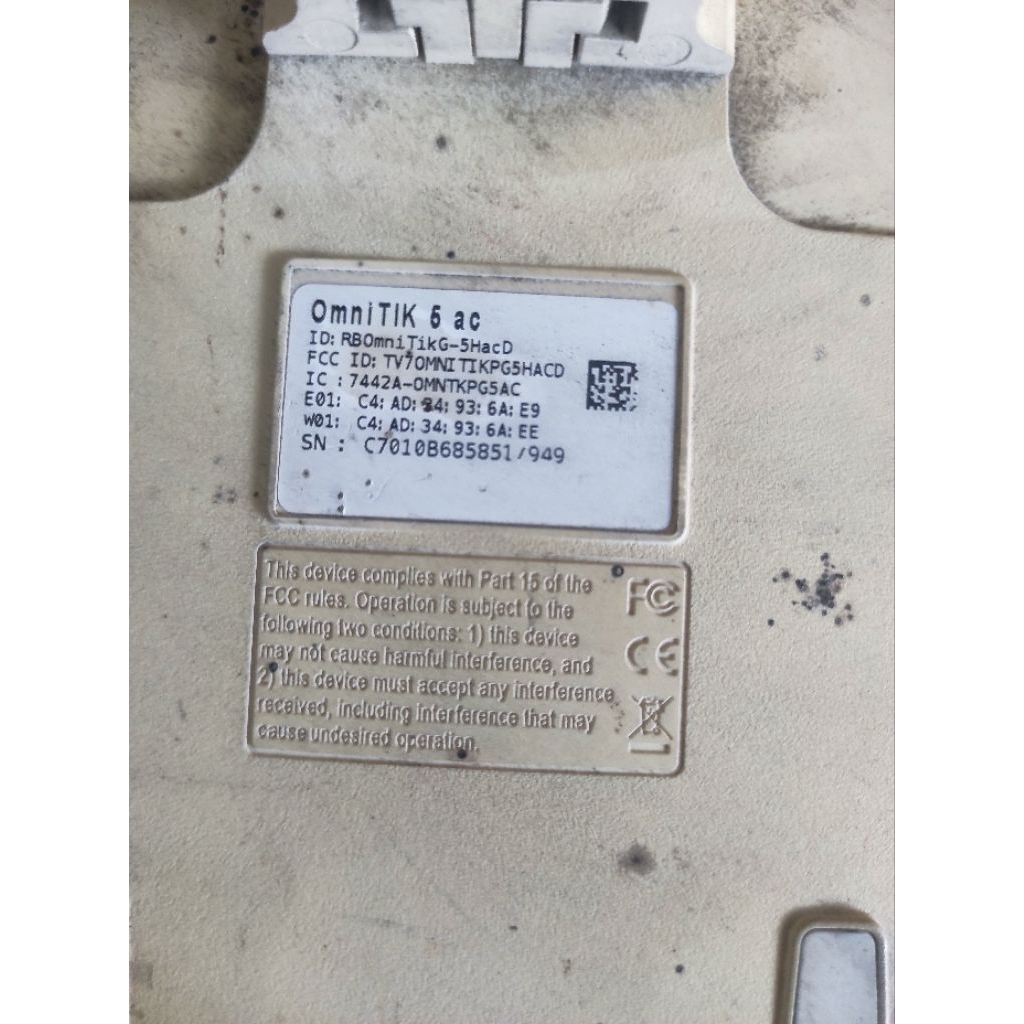 OmniTIK 5 ac
ID: RBOmniTikG-5HacD
FCC ID: TV7OMNITIKPG5HACD
IC : 7442A-OMNTKPG5AC
E01: C4: AD: 34: 93: 6A: E9
W01: C4: AD: 34: 93: 6A: EE
SN : C7010B685851/949
This device complies with Part 15 of the
FCC rules. Operation is subject to the
following two conditions: 1) this device
may not cause harmful interference, and
2) this device must accept any interference
received, including interference that may
cause undesired operation.
FC
CE